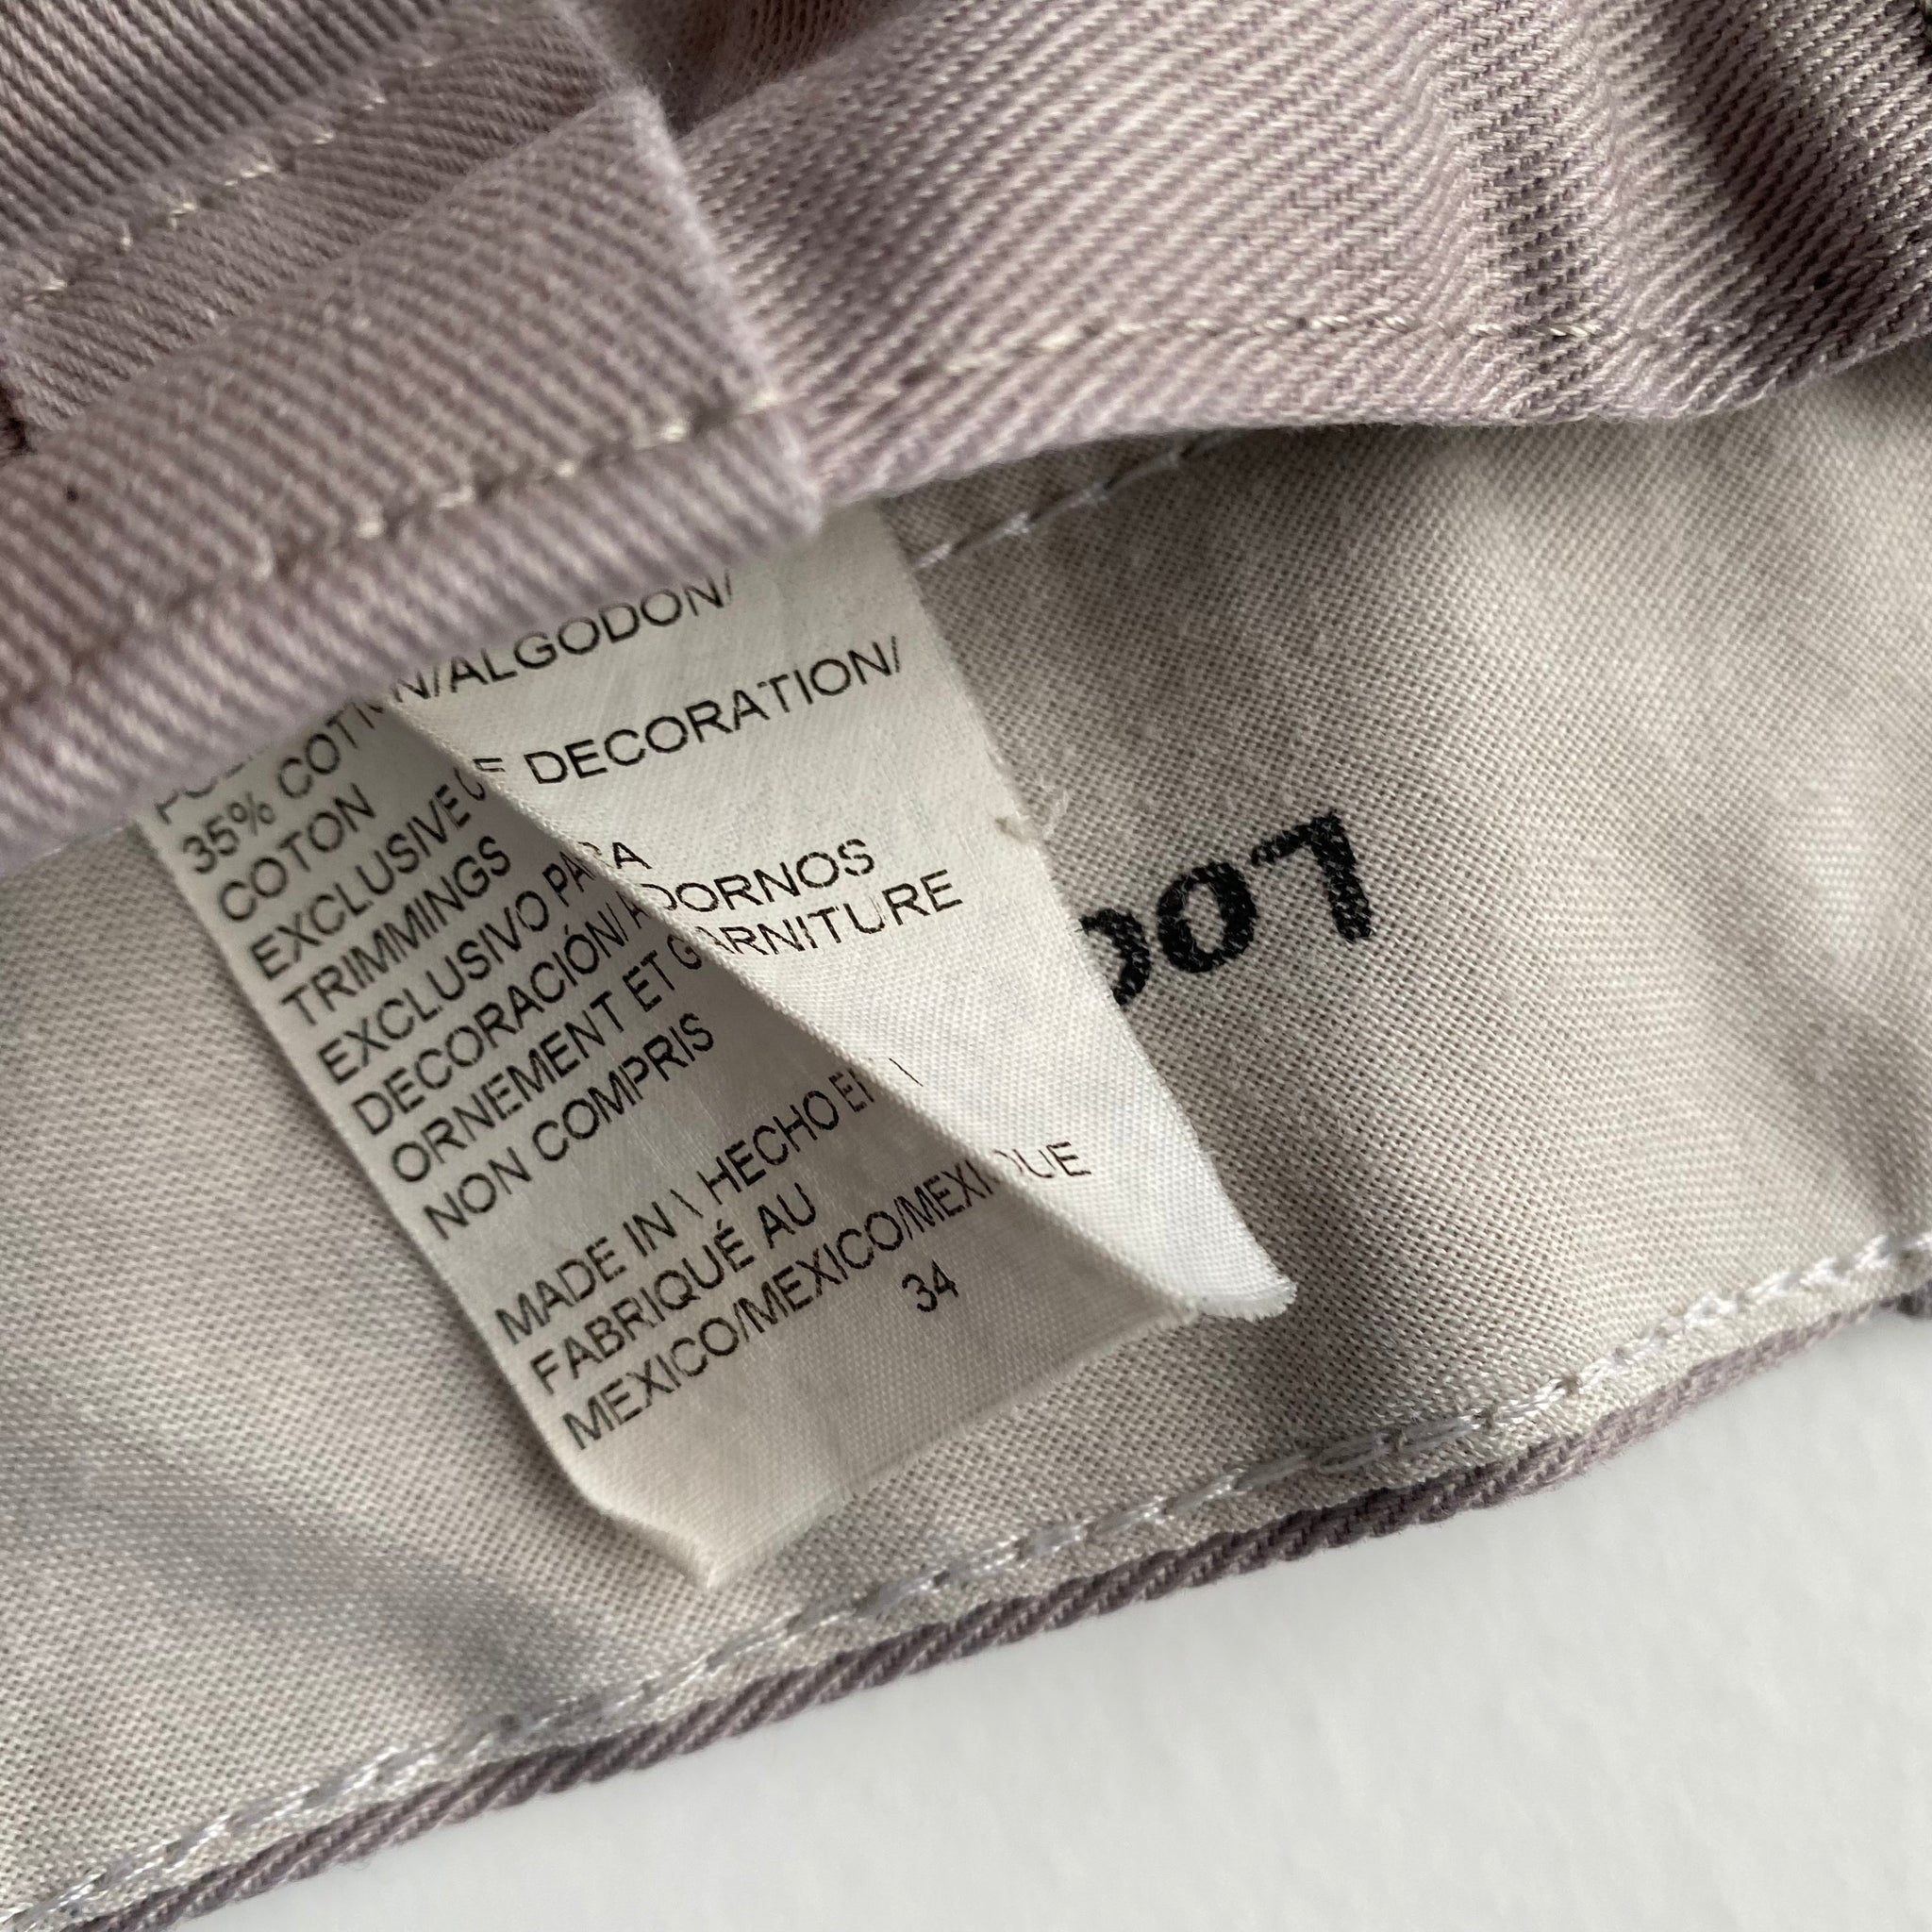 35% COTTON/ALGODON/
COTON
EXCLUSIVE OF DECORATION/
TRIMMINGS
EXCLUSIVO PARA
DECORACIÓN/ADORNOS
ORNEMENT ET GARNITURE
NON COMPRIS
MADE IN \ HECHO EN \
FABRIQUÉ AU
MEXICO/MEXICO/MEXIQUE
34